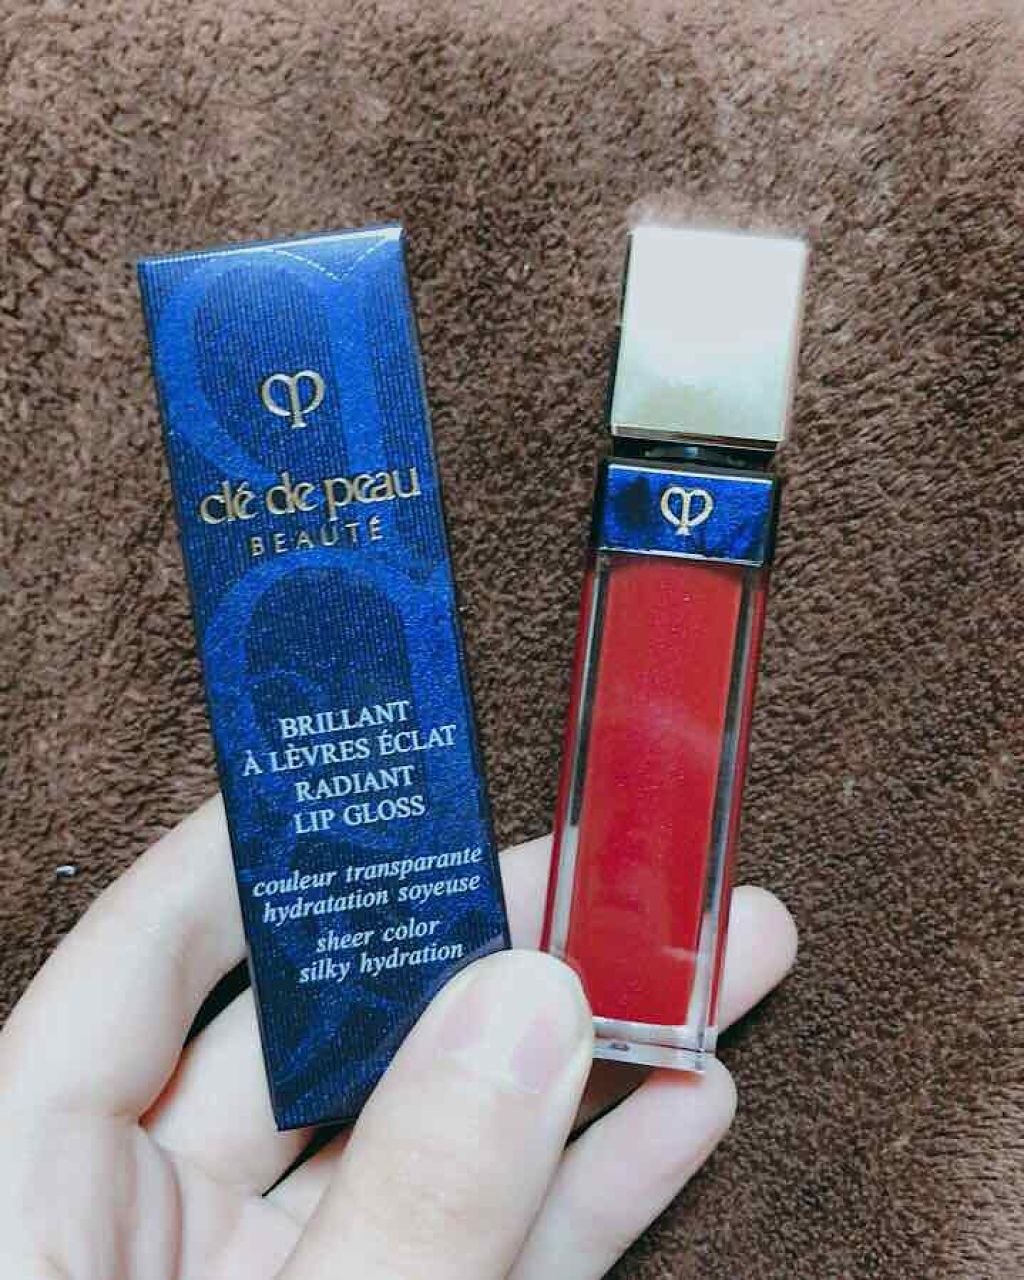 clé de peau
BEAUTÉ
BRILLANT
À LÈVRES ÉCLAT
RADIANT
LIP GLOSS
couleur transparante
hydratation soyeuse
sheer color
silky hydration